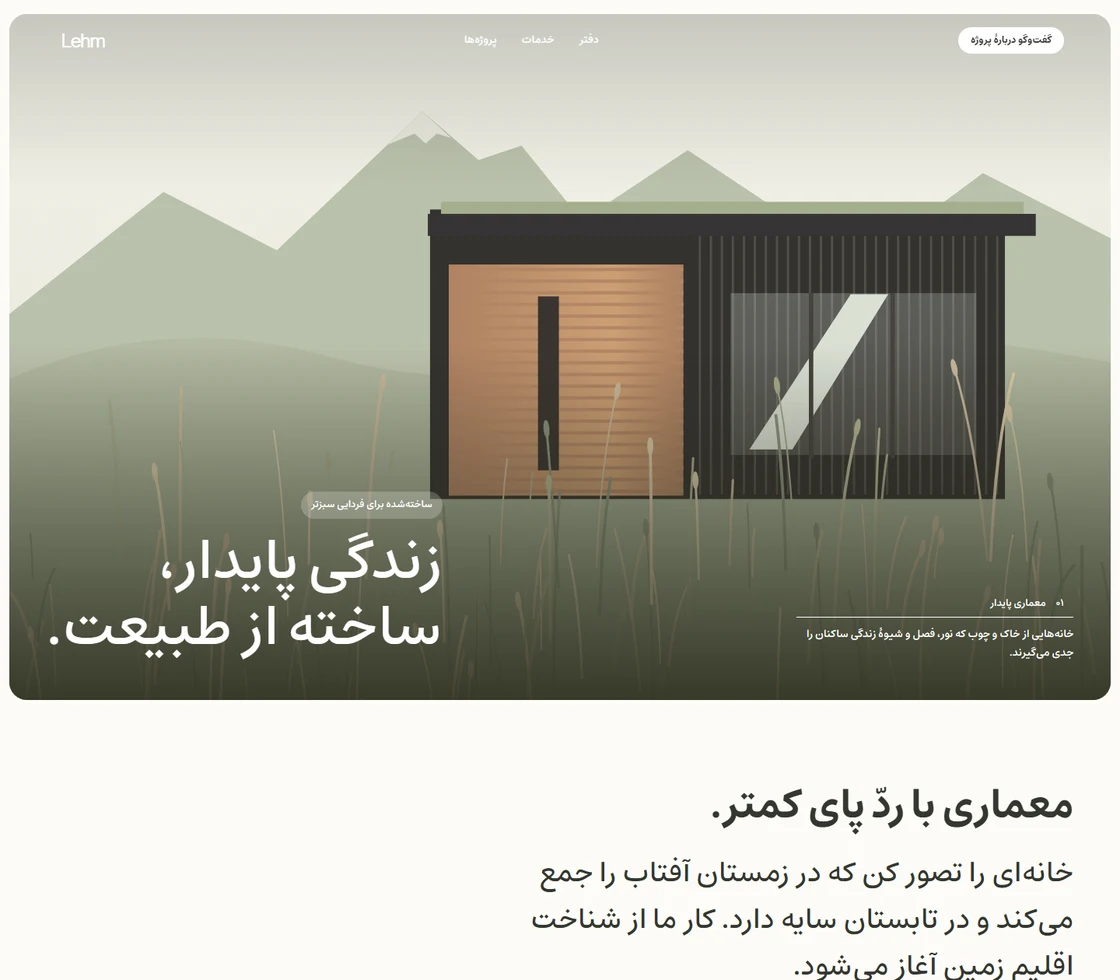 Lehm
پروژه‌ها
خدمات
دفتر
گفت‌وگو دربارهٔ پروژه
ساخته‌شده برای فردایی سبزتر
زندگی پایدار،
ساخته از طبیعت.
۰۱ معماری پایدار
خانه‌هایی از خاک و چوب که نور، فصل و شیوهٔ زندگی ساکنان را
جدی می‌گیرند.
معماری با ردّ پای کمتر.
خانه‌ای را تصور کن که در زمستان آفتاب را جمع
می‌کند و در تابستان سایه دارد. کار ما از شناخت
اقلیم زمین آغاز می‌شود.